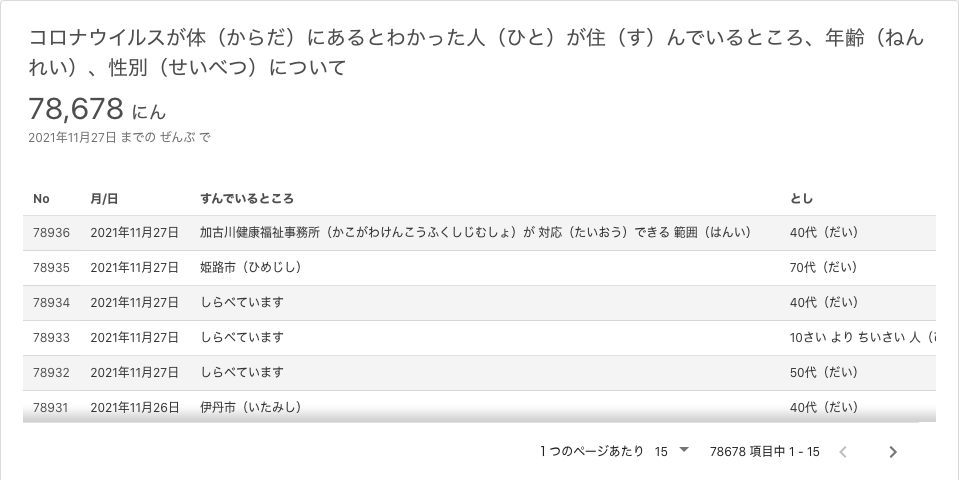 コロナウイルスが体（からだ）にあるとわかった人（ひと）が住（す）んでいるところ、年齢（ねん
れい）、性別（せいべつ）について
78,678 にん
2021年11月27日 までの ぜんぶ で
No 月/日 すんでいるところ とし
78936 2021年11月27日 加古川健康福祉事務所（かこがわけんこうふくしじむしょ）が 対応（たいおう）できる 範囲（はんい） 40代（だい）
78935 2021年11月27日 姫路市（ひめじし） 70代（だい）
78934 2021年11月27日 しらべています 40代（だい）
78933 2021年11月27日 しらべています 10さい より ちいさい 人（
78932 2021年11月27日 しらべています 50代（だい）
78931 2021年11月26日 伊丹市（いたみし） 40代（だい）
1 つのページあたり 15 78678 項目中 1 - 15